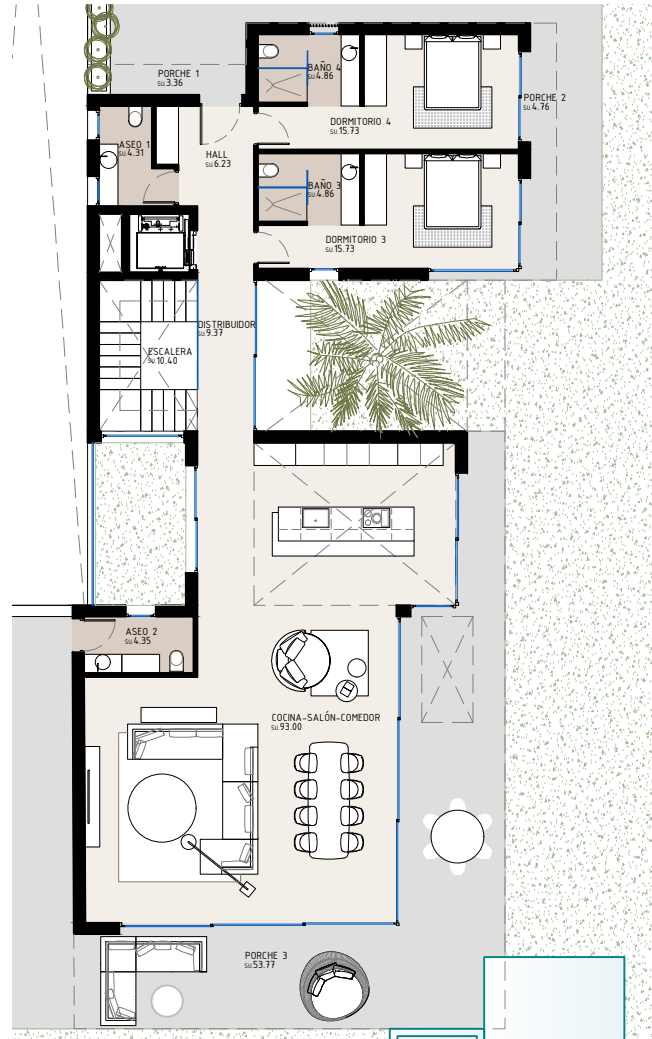 PORCHE 1
su.3.36
BAÑO 4
su.4.86
PORCHE 2
su.4.76
DORMITORIO 4
su.15.73
ASEO 1
su.4.31
HALL
su.6.23
BAÑO 3
su.4.86
DORMITORIO 3
su.15.73
DISTRIBUIDOR
su.9.37
ESCALERA
su.10.40
ASEO 2
su.4.35
COCINA-SALÓN-COMEDOR
su.93.00
PORCHE 3
su.53.77